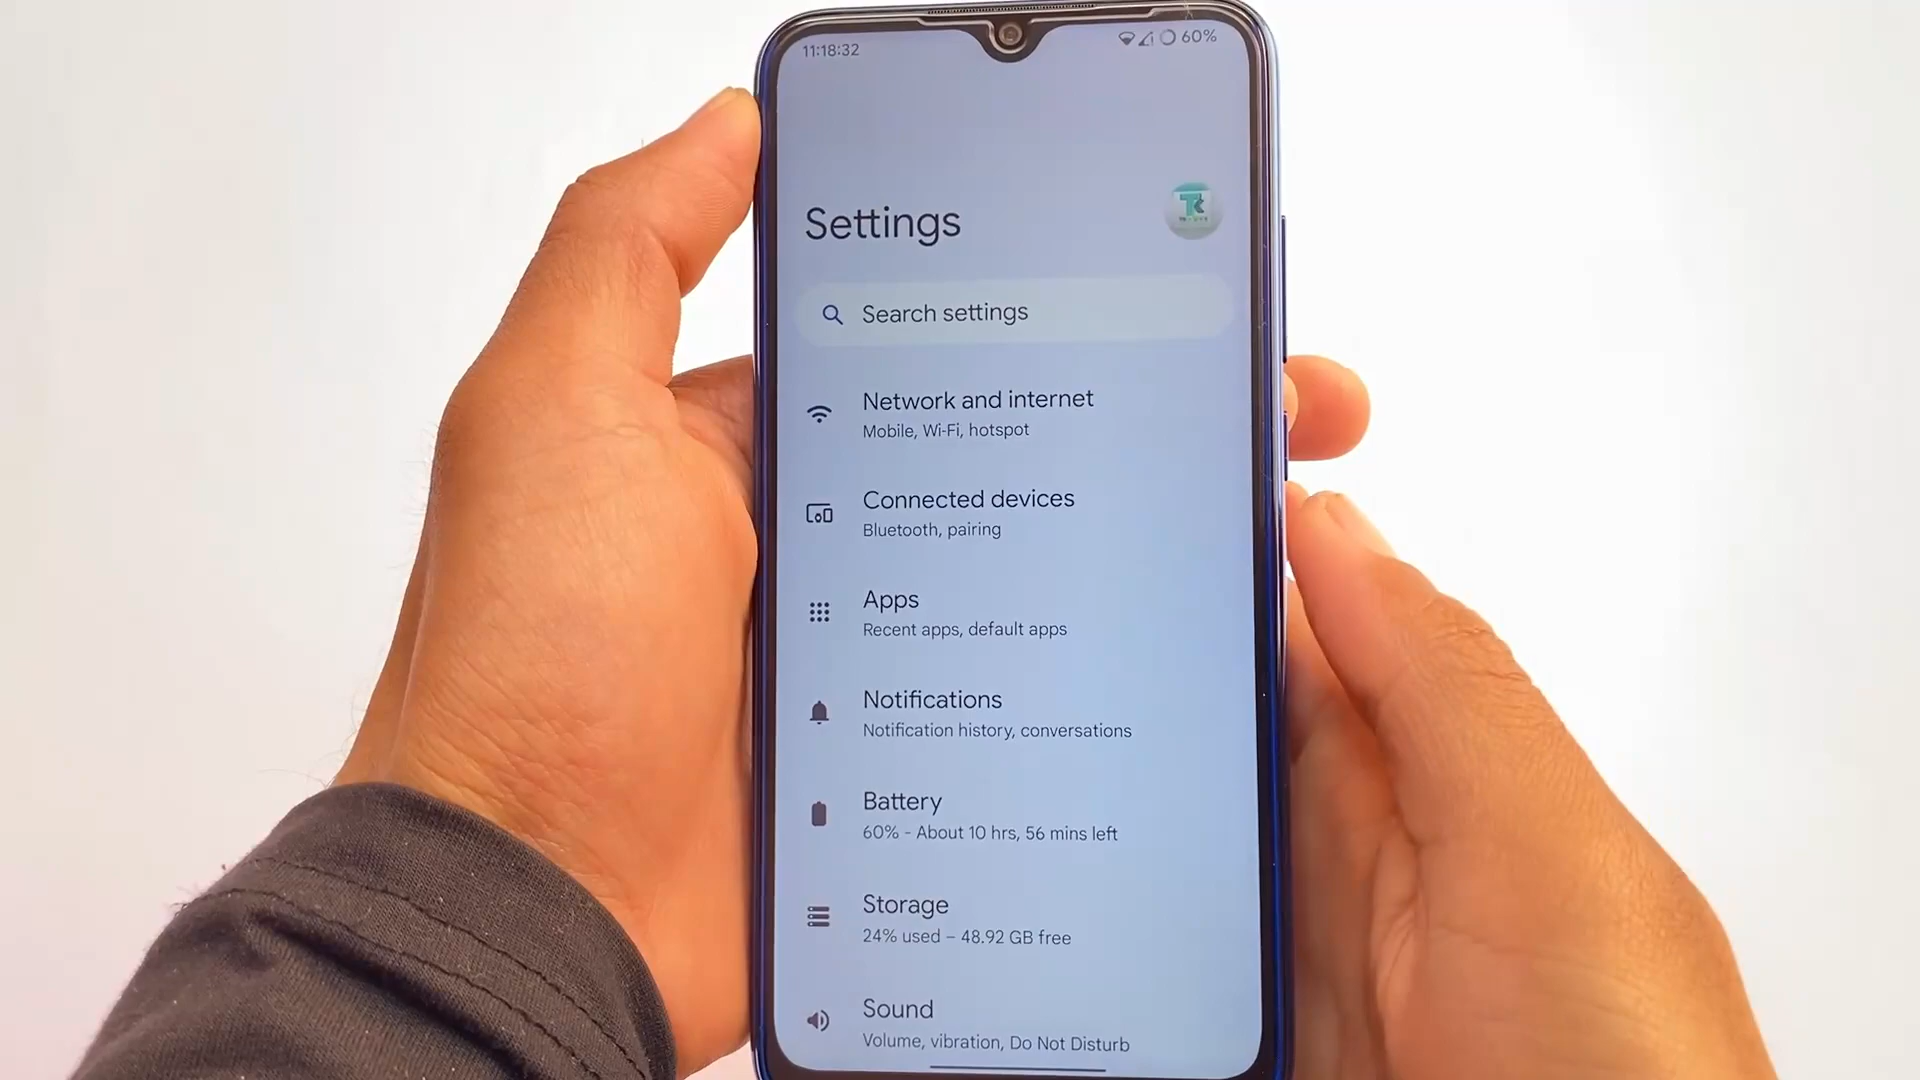 11:18:32
60%
Settings
TK
Search settings
Network and internet
Mobile, Wi-Fi, hotspot
Connected devices
Bluetooth, pairing
Apps
Recent apps, default apps
Notifications
Notification history, conversations
Battery
60% - About 10 hrs, 56 mins left
Storage
24% used – 48.92 GB free
Sound
Volume, vibration, Do Not Disturb